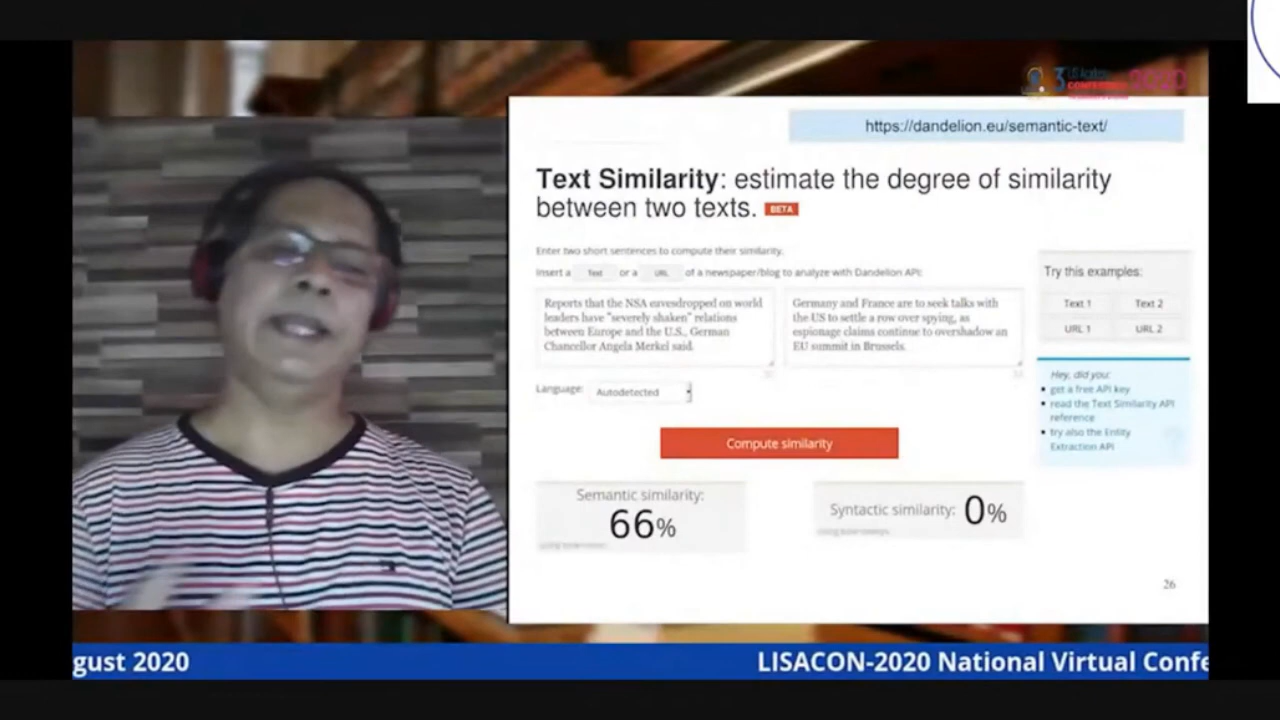 CONFERENCE 2020
https://dandelion.eu/semantic-text/
Text Similarity: estimate the degree of similarity
between two texts. BETA
Enter two short sentences to compute their similarity.
Insert a Text or a URL of a newspaper/blog to analyze with Dandelion API:
Reports that the NSA eavesdropped on world
leaders have "severely shaken" relations
between Europe and the U.S., German
Chancellor Angela Merkel said.
Germany and France are to seek talks with
the US to settle a row over spying, as
espionage claims continue to overshadow an
EU summit in Brussels.
Try this examples:
Text 1 Text 2
URL 1 URL 2
Language: Autodetected
Hey, did you:
get a free API key
read the Text Similarity API
reference
try also the Entity
Extraction API
Compute similarity
Semantic similarity:
66%
Syntactic similarity: 0%
26
gust 2020 LISACON-2020 National Virtual Confe